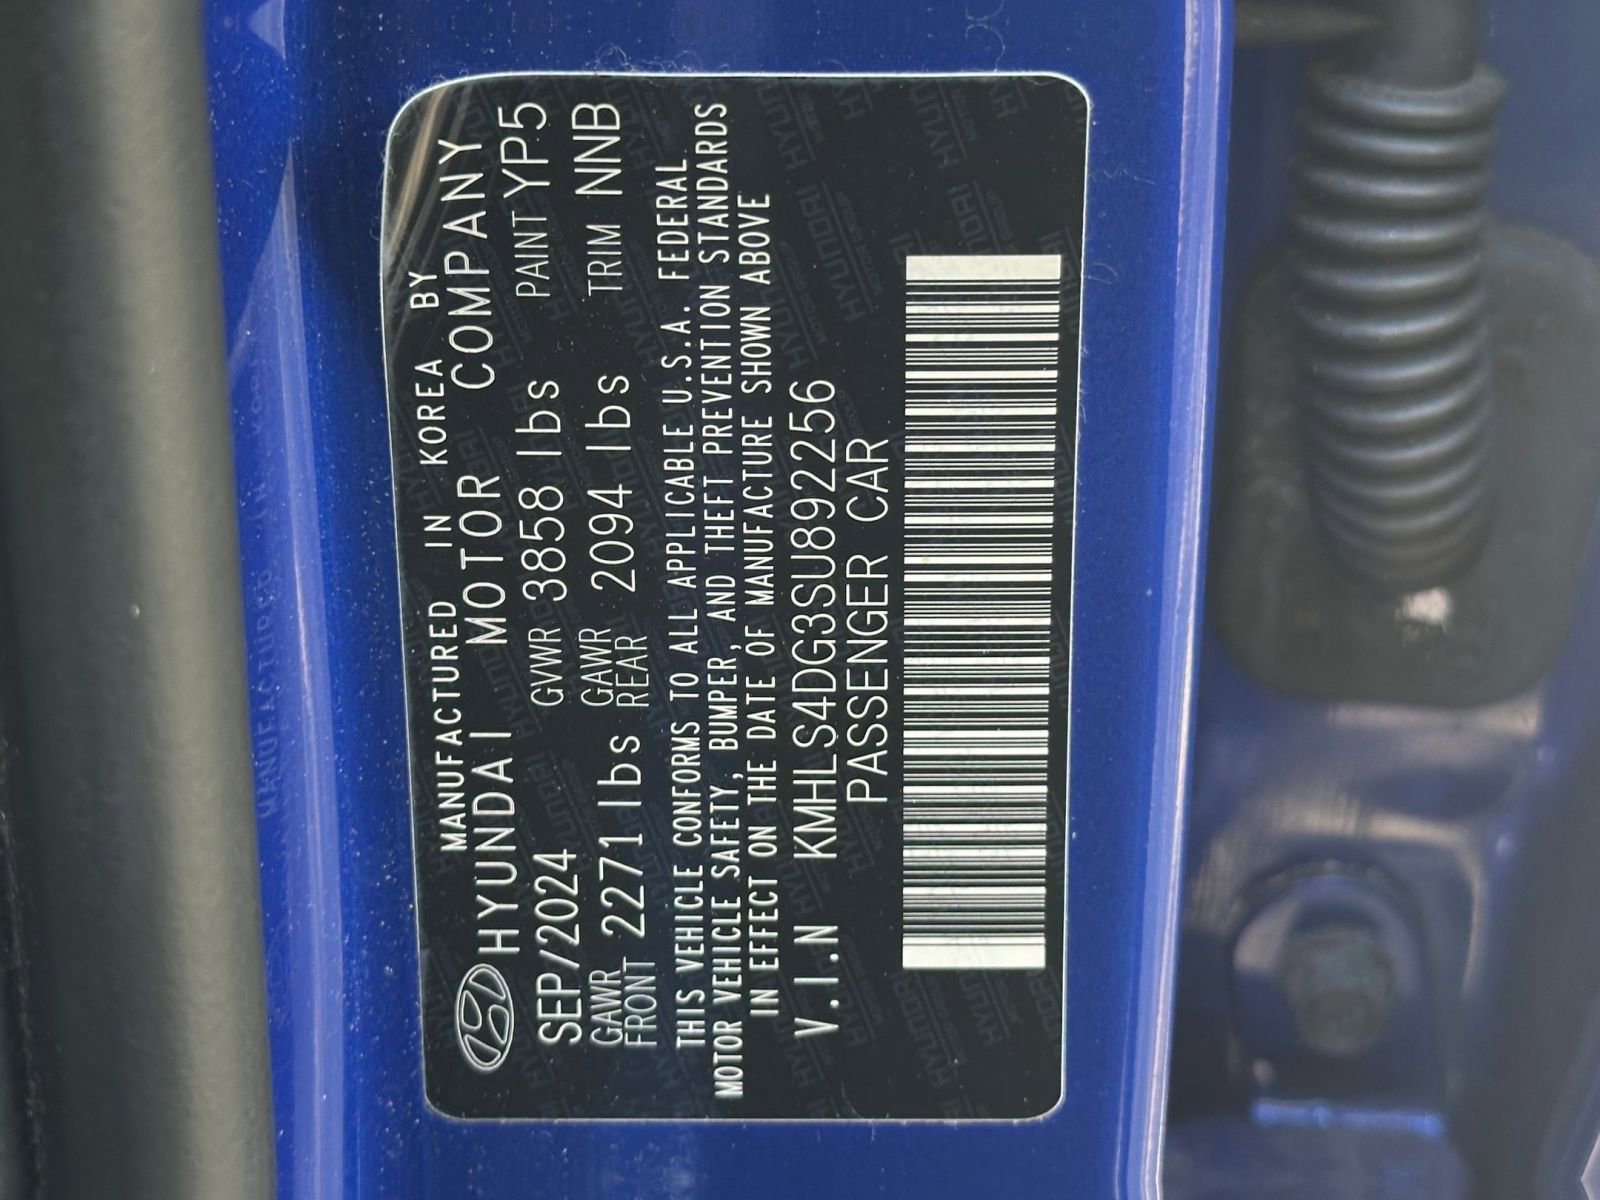 MANUFACTURED IN KOREA BY
HYUNDAI MOTOR COMPANY
SEP/2024 GVWR 3858 lbs PAINT YP5
GAWR FRONT 2271 lbs GAWR REAR 2094 lbs TRIM NNB
THIS VEHICLE CONFORMS TO ALL APPLICABLE U.S.A. FEDERAL
MOTOR VEHICLE SAFETY, BUMPER, AND THEFT PREVENTION STANDARDS
IN EFFECT ON THE DATE OF MANUFACTURE SHOWN ABOVE
V.I.N KMHLS4DG3SU892256
PASSENGER CAR